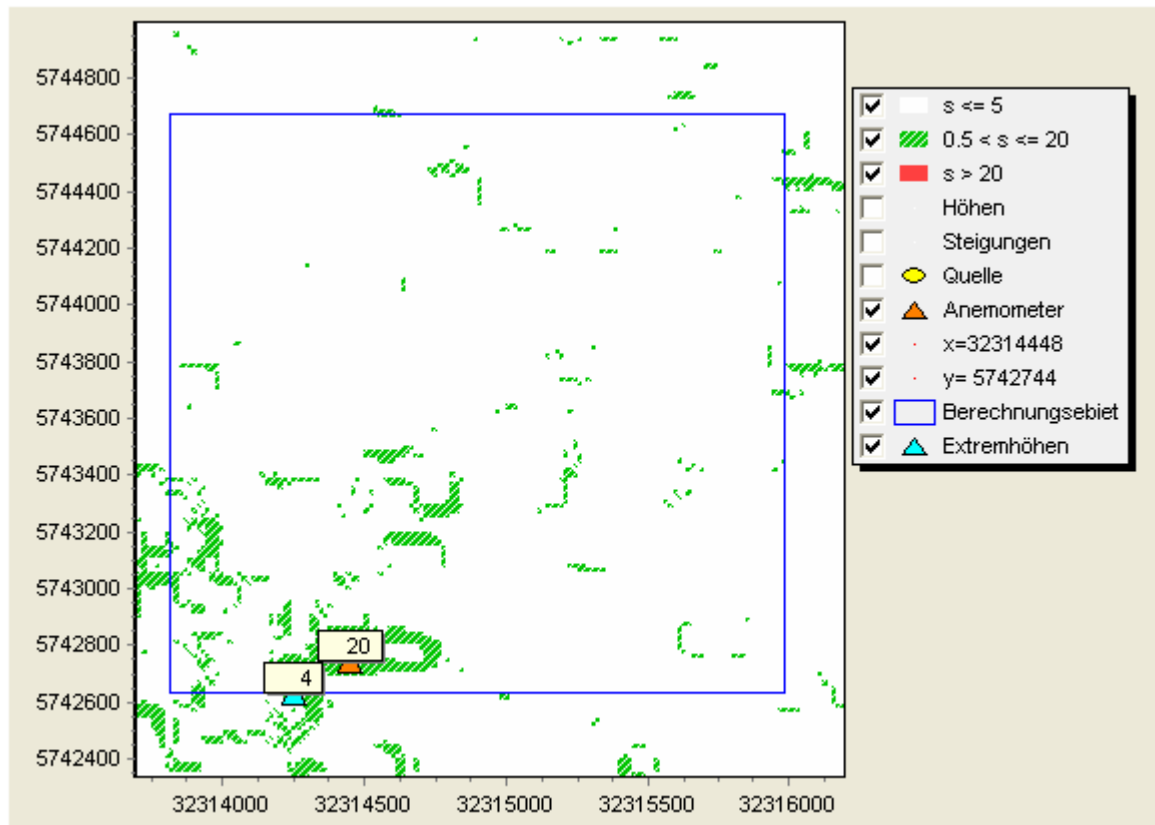 5744800
5744600
5744400
5744200
5744000
5743800
5743600
5743400
5743200
5743000
5742800
5742600
5742400
32314000
32314500
32315000
32315500
32316000
20
4
s <= 5
0.5 < s <= 20
s > 20
Höhen
Steigungen
Quelle
Anemometer
x=32314448
y= 5742744
Berechnungsebiet
Extremhöhen